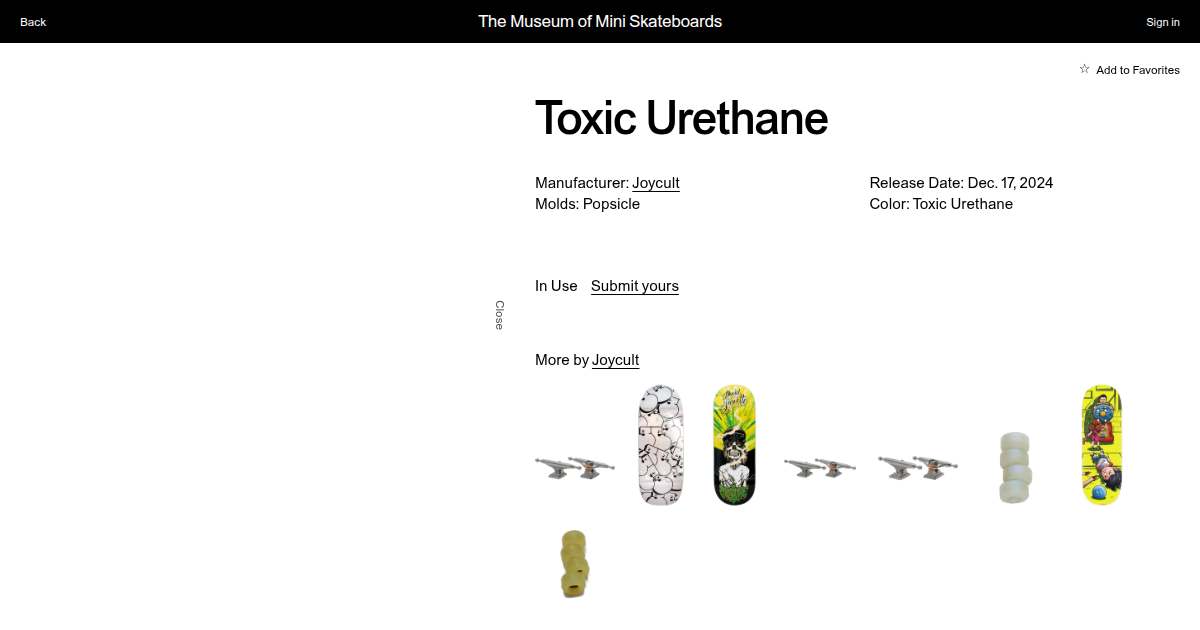 Back
The Museum of Mini Skateboards
Sign in
☆ Add to Favorites
Toxic Urethane
Manufacturer: Joycult
Release Date: Dec. 17, 2024
Molds: Popsicle
Color: Toxic Urethane
In Use Submit yours
Close
More by Joycult